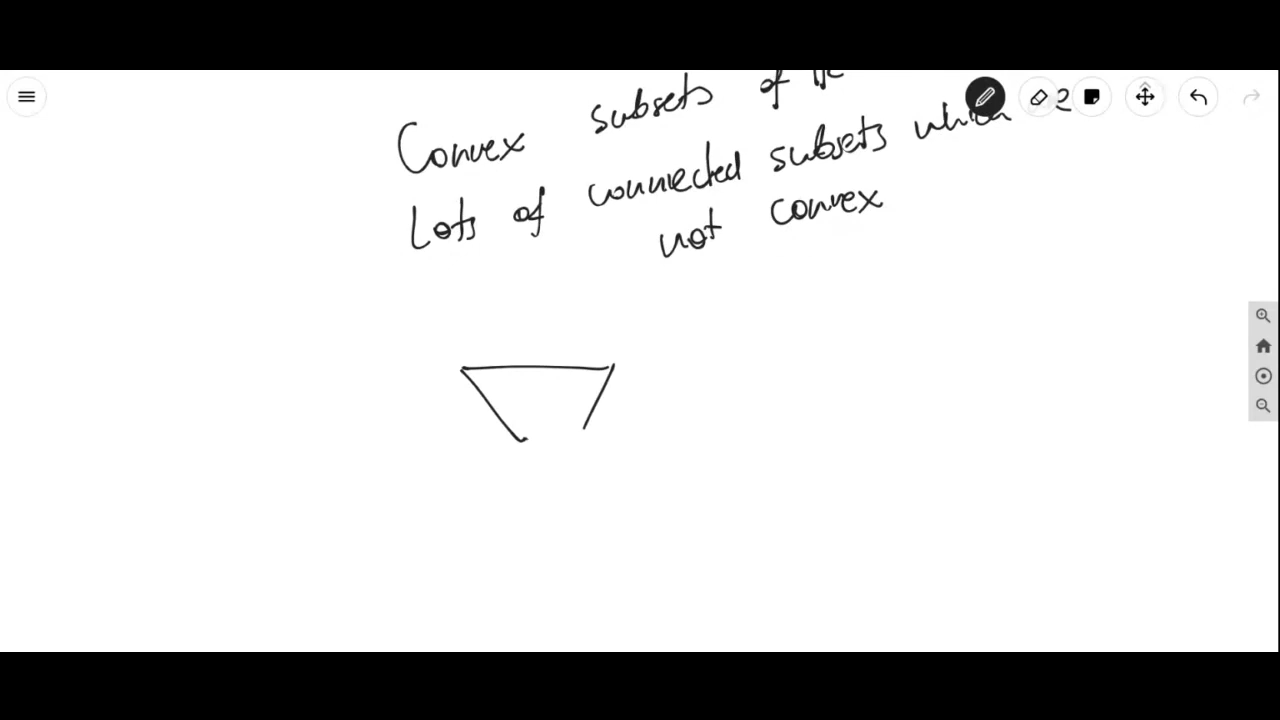 Convex subsets of
Lots of connected subsets which
not convex